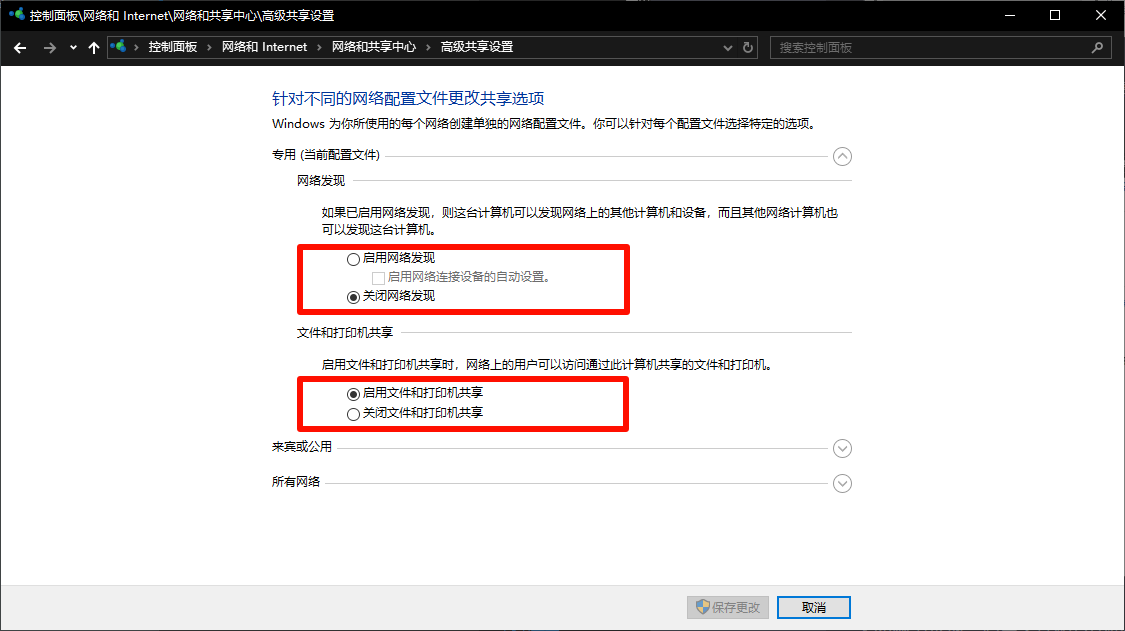 控制面板\网络和 Internet\网络和共享中心\高级共享设置
控制面板 › 网络和 Internet › 网络和共享中心 › 高级共享设置
搜索控制面板
针对不同的网络配置文件更改共享选项
Windows 为你所使用的每个网络创建单独的网络配置文件。你可以针对每个配置文件选择特定的选项。
专用 (当前配置文件)
网络发现
如果已启用网络发现，则这台计算机可以发现网络上的其他计算机和设备，而且其他网络计算机也
可以发现这台计算机。
启用网络发现
启用网络连接设备的自动设置。
关闭网络发现
文件和打印机共享
启用文件和打印机共享时，网络上的用户可以访问通过此计算机共享的文件和打印机。
启用文件和打印机共享
关闭文件和打印机共享
来宾或公用
所有网络
保存更改
取消